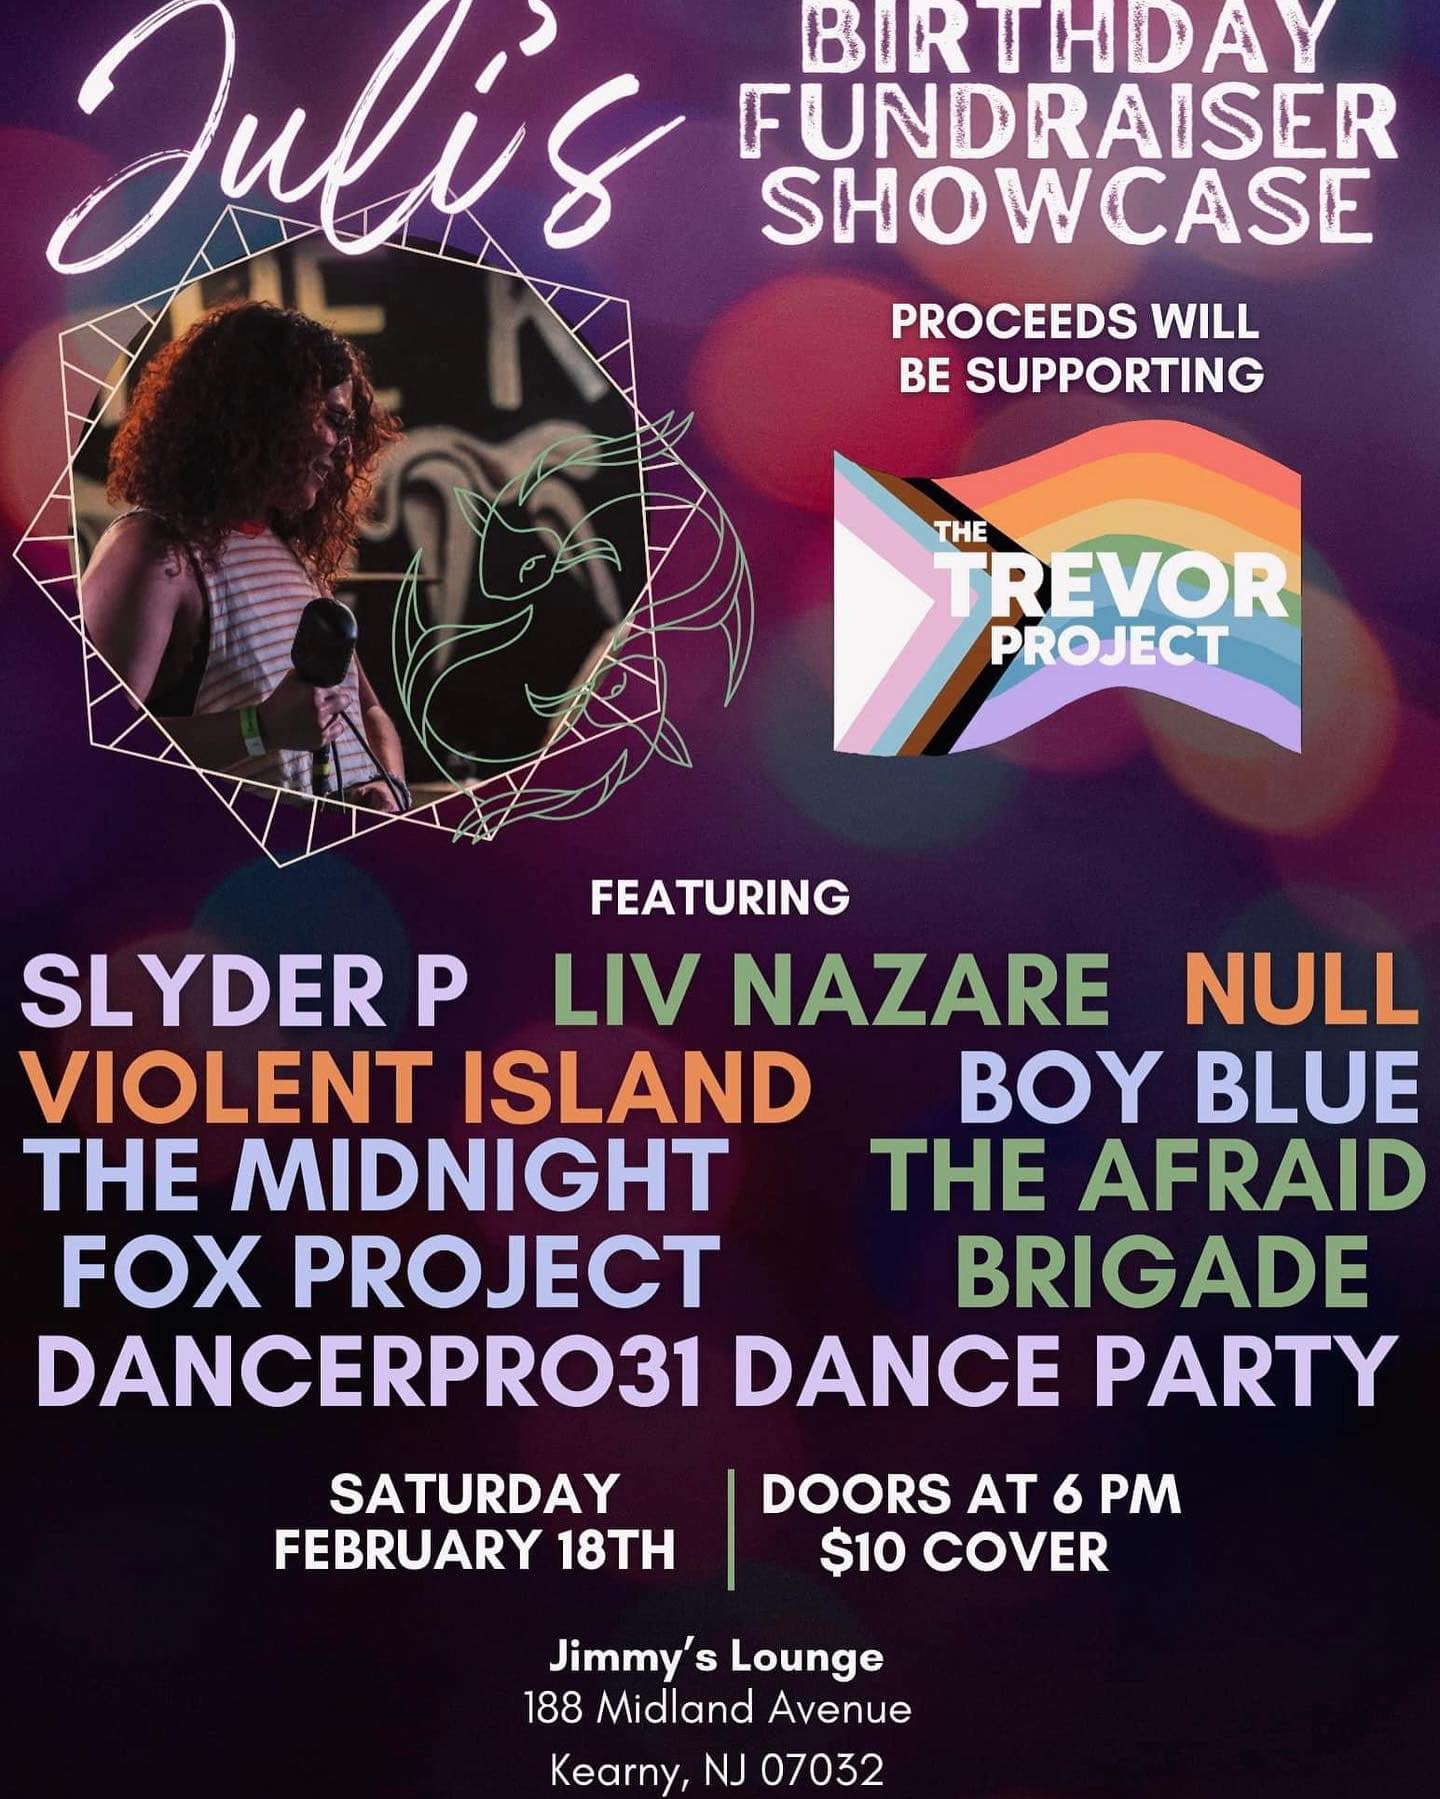 Juli's
BIRTHDAY
FUNDRAISER
SHOWCASE
PROCEEDS WILL
BE SUPPORTING
THE
TREVOR
PROJECT
FEATURING
SLYDER P LIV NAZARE NULL
VIOLENT ISLAND BOY BLUE
THE MIDNIGHT
FOX PROJECT
THE AFRAID
BRIGADE
DANCERPRO31 DANCE PARTY
SATURDAY
FEBRUARY 18TH
DOORS AT 6 PM
$10 COVER
Jimmy's Lounge
188 Midland Avenue
Kearny, NJ 07032